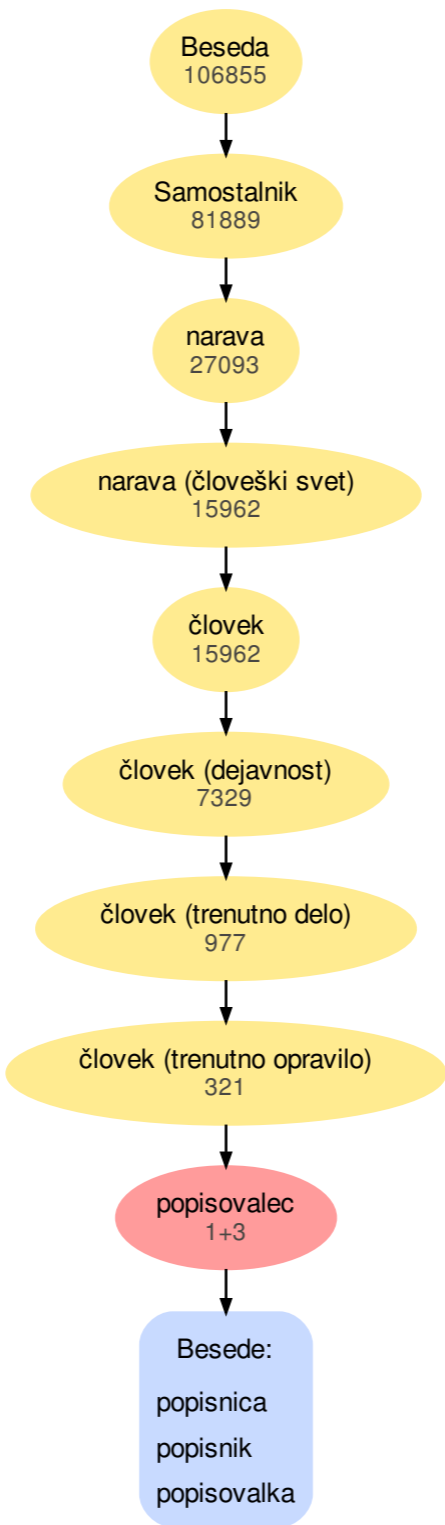 Beseda
106855
Samostalnik
81889
narava
27093
narava (človeški svet)
15962
človek
15962
človek (dejavnost)
7329
človek (trenutno delo)
977
človek (trenutno opravilo)
321
popisovalec
1+3
Besede:
popisnica
popisnik
popisovalka